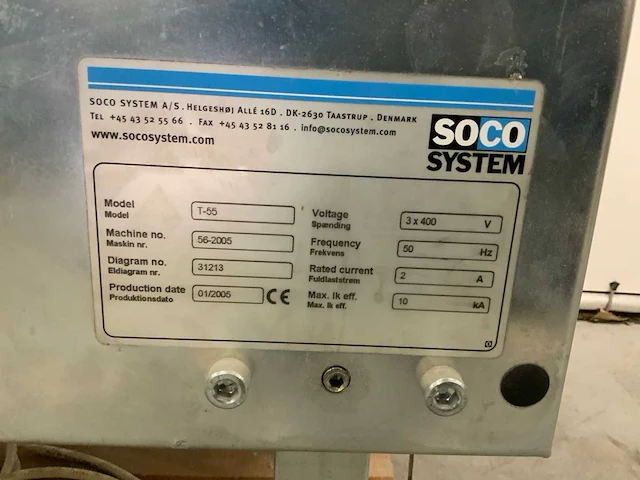 SOCO SYSTEM A/S . HELGESHØJ ALLÉ 16D . DK-2630 TAASTRUP . DENMARK
TEL +45 43 52 55 66 . FAX +45 43 52 81 16 . info@socosystem.com
www.socosystem.com
SOCO
SYSTEM
Model
Model
T-55
Machine no.
Maskin nr.
56-2005
Diagram no.
Eldiagram nr.
31213
Production date
Produktionsdato
01/2005
CE
Voltage
Spænding
3 x 400 V
Frequency
Frekvens
50 Hz
Rated current
Fuldlaststrøm
2 A
Max. Ik eff.
Max. Ik eff.
10 kA